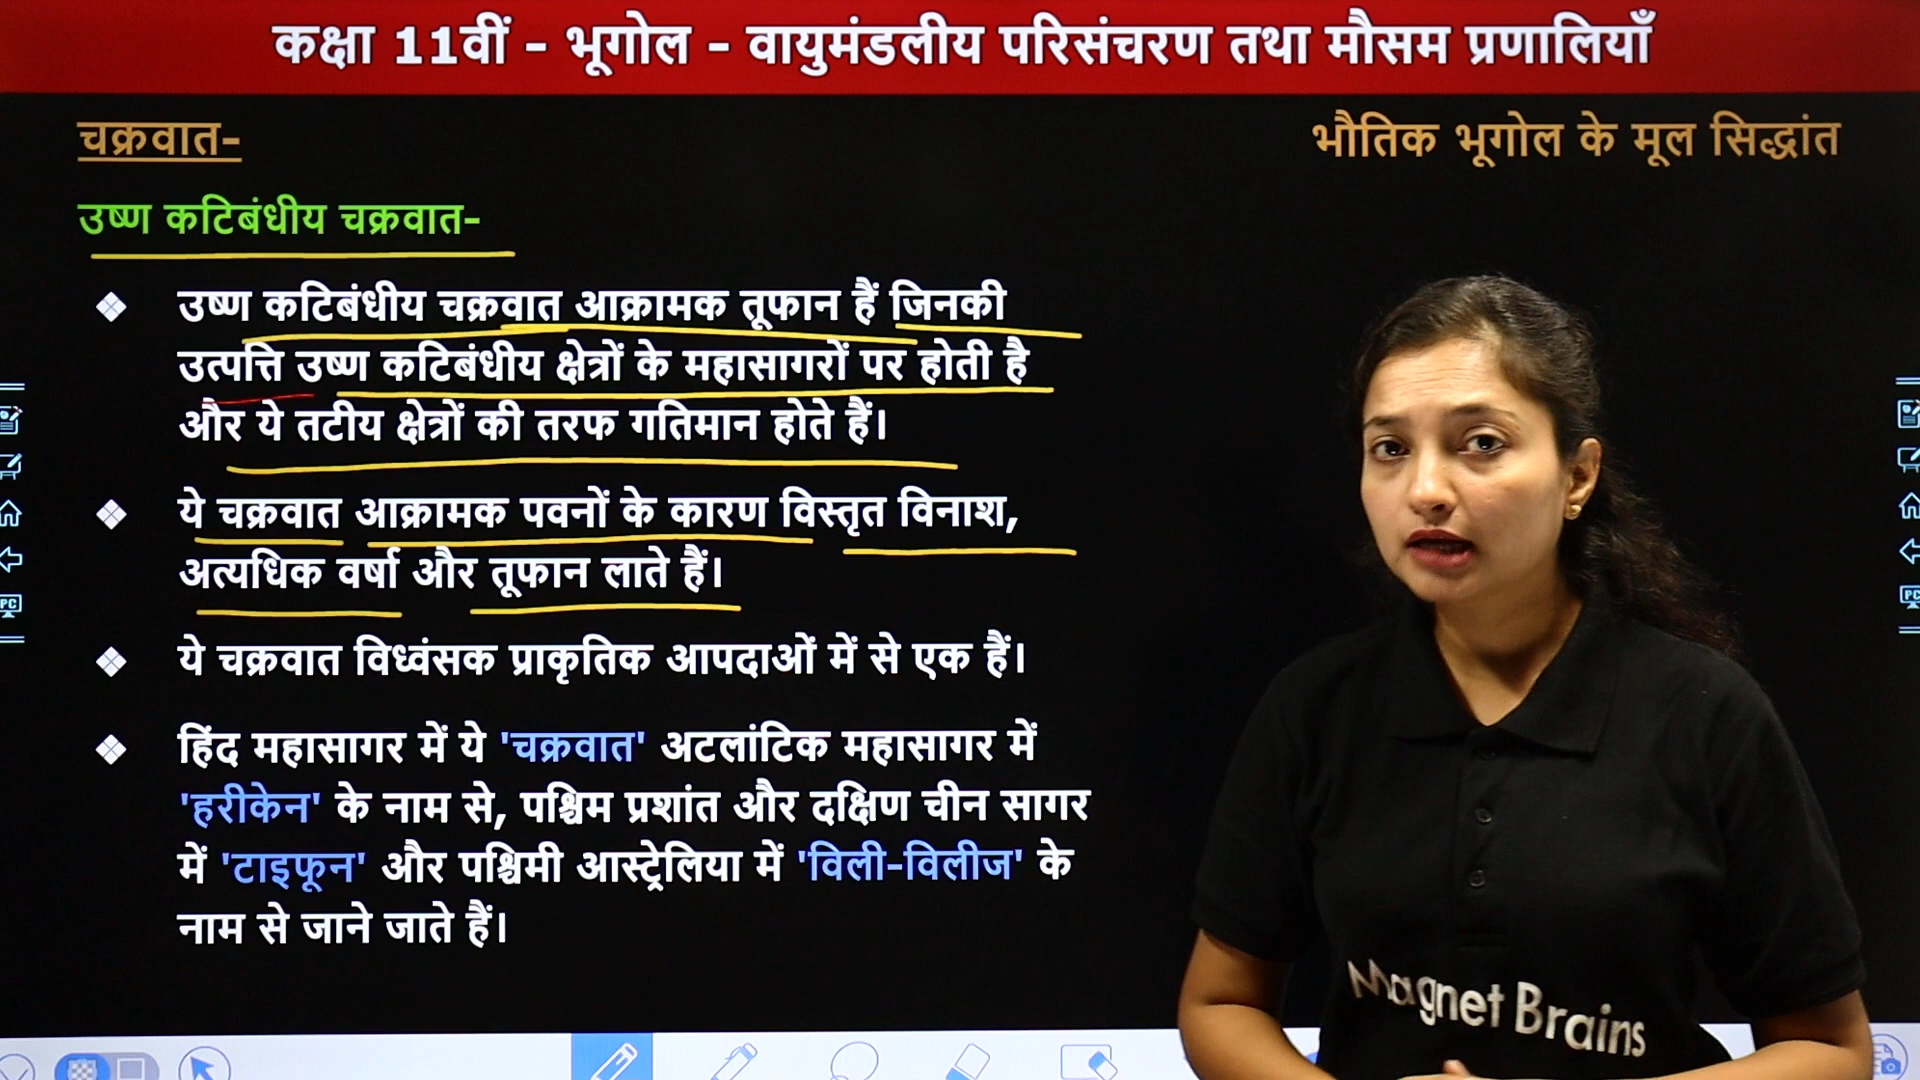 कक्षा 11वीं - भूगोल - वायुमंडलीय परिसंचरण तथा मौसम प्रणालियाँ
चक्रवात-
भौतिक भूगोल के मूल सिद्धांत
उष्ण कटिबंधीय चक्रवात-
❖ उष्ण कटिबंधीय चक्रवात आक्रामक तूफान हैं जिनकी
उत्पत्ति उष्ण कटिबंधीय क्षेत्रों के महासागरों पर होती है
और ये तटीय क्षेत्रों की तरफ गतिमान होते हैं।
❖ ये चक्रवात आक्रामक पवनों के कारण विस्तृत विनाश,
अत्यधिक वर्षा और तूफान लाते हैं।
❖ ये चक्रवात विध्वंसक प्राकृतिक आपदाओं में से एक हैं।
❖ हिंद महासागर में ये 'चक्रवात' अटलांटिक महासागर में
'हरीकेन' के नाम से, पश्चिम प्रशांत और दक्षिण चीन सागर
में 'टाइफून' और पश्चिमी आस्ट्रेलिया में 'विली-विलीज' के
नाम से जाने जाते हैं।
PC
PC
Magnet Brains